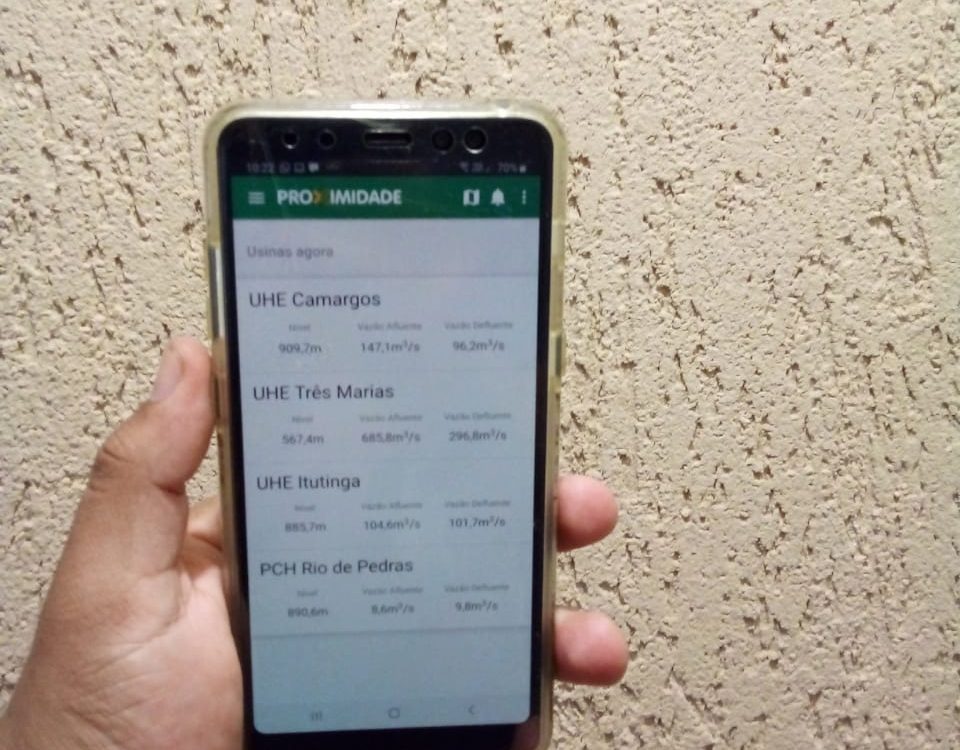 10:22 70%
PROXIMIDADE
Usinas agora
UHE Camargos
Nível Vazão Afluente Vazão Defluente
909,7m 147,1m³/s 96,2m³/s
UHE Três Marias
Nível Vazão Afluente Vazão Defluente
567,4m 685,8m³/s 296,8m³/s
UHE Itutinga
Nível Vazão Afluente Vazão Defluente
885,7m 104,6m³/s 101,7m³/s
PCH Rio de Pedras
Nível Vazão Afluente Vazão Defluente
890,6m 8,6m³/s 9,8m³/s